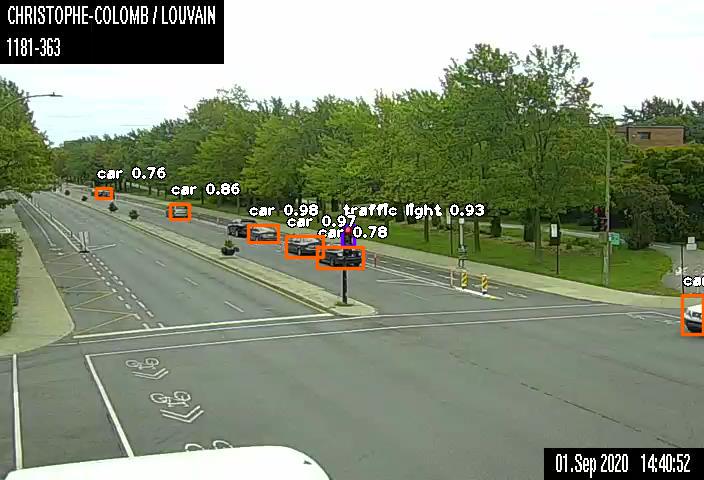 CHRISTOPHE-COLOMB / LOUVAIN
1181-363
car 0.76
car 0.86
car 0.98
traffic light 0.93
car 0.97
car 0.78
01.Sep 2020 14:40:52